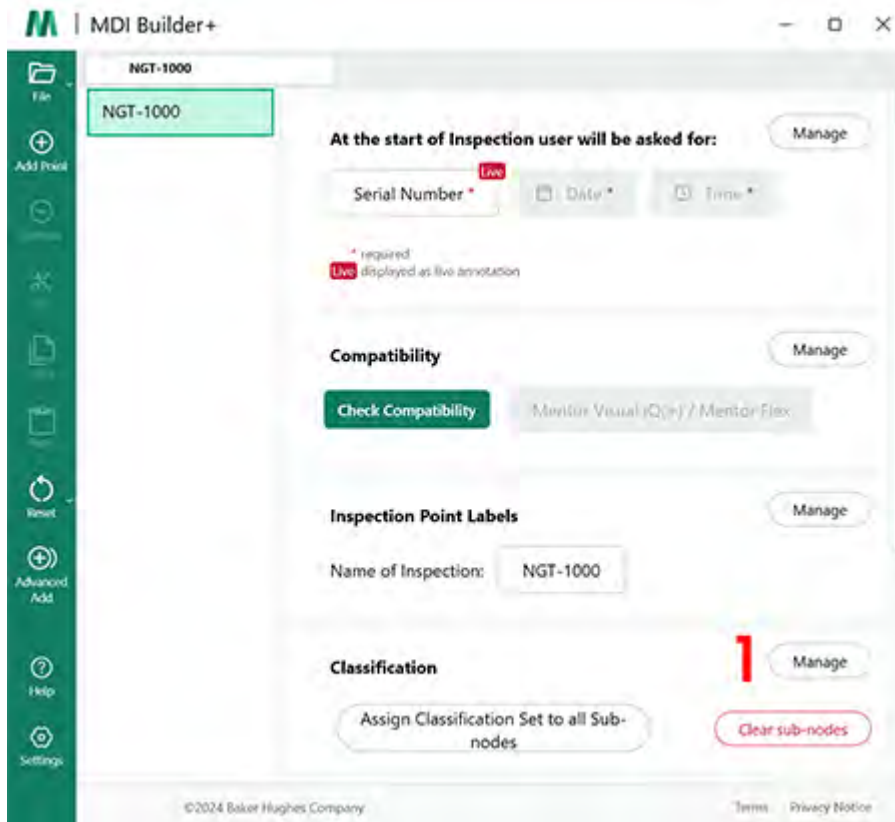 MDI Builder+
File
NGT-1000
NGT-1000
Add Point
At the start of Inspection user will be asked for:
Manage
Live
Serial Number *
Date *
Time *
* required
Live displayed as live annotation
Compatibility
Manage
Check Compatibility
Mentor Visual iQ(+) / Mentor Flex
Reset
Inspection Point Labels
Manage
Name of Inspection:
NGT-1000
Advanced
Add
Classification
1
Manage
Help
Assign Classification Set to all Sub-
nodes
Clear sub-nodes
Settings
©2024 Baker Hughes Company
Terms
Privacy Notice